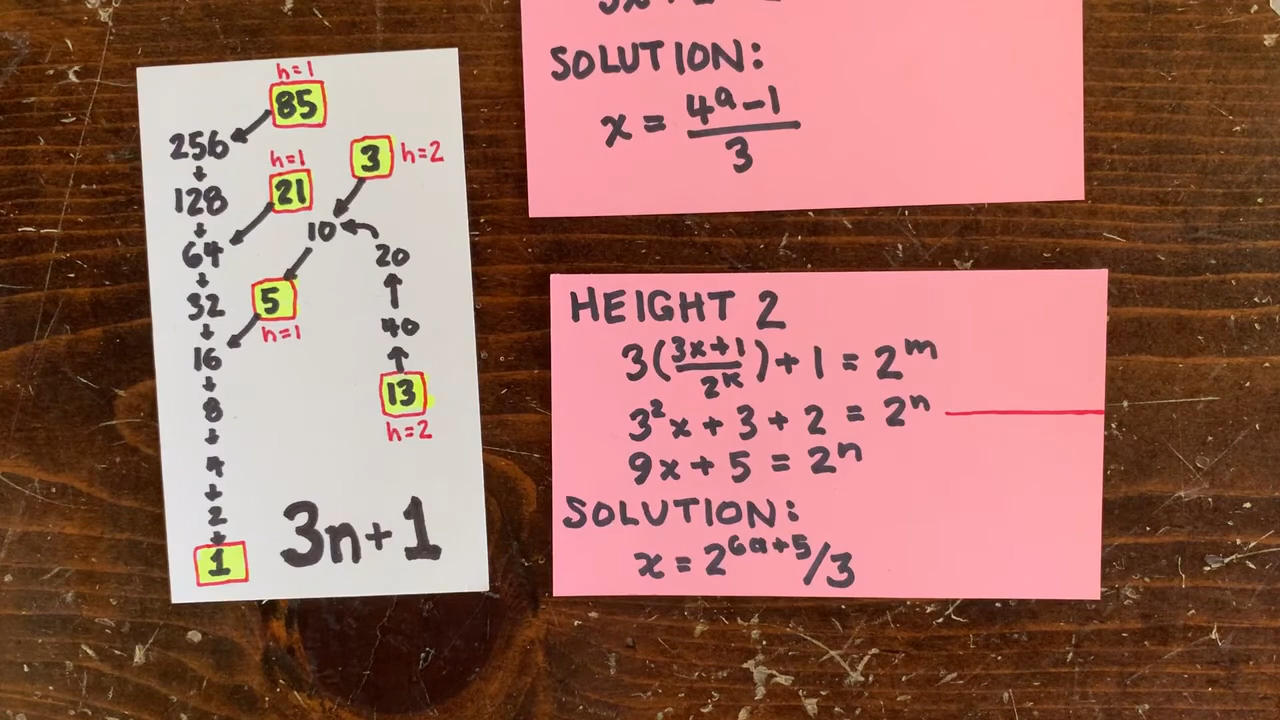 h=1
85
256
3 h=2
h=1
128
21
10
64
20
5
32
h=1
40
16
13
8
h=2
4
2
3n+1
1
SOLUTION:
x = (4^a - 1)/3
HEIGHT 2
3((3x+1)/2^k) + 1 = 2^m
3²x + 3 + 2 = 2^n
9x + 5 = 2^n
SOLUTION:
x = 2^(6a+5)/3